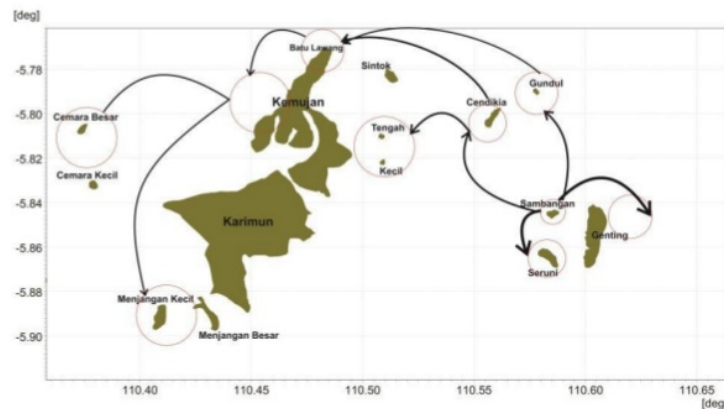 [deg]
Batu Lawang
-5.78
Sintok
Gundul
Kemujan
Cendikia
-5.80
Cemara Besar
Tengah
-5.82
Kecil
Cemara Kecil
-5.84
Sambangan
Karimun
Genting
-5.86
Seruni
-5.88
Menjangan Kecil
-5.90
Menjangan Besar
110.40
110.45
110.50
110.55
110.60
[deg